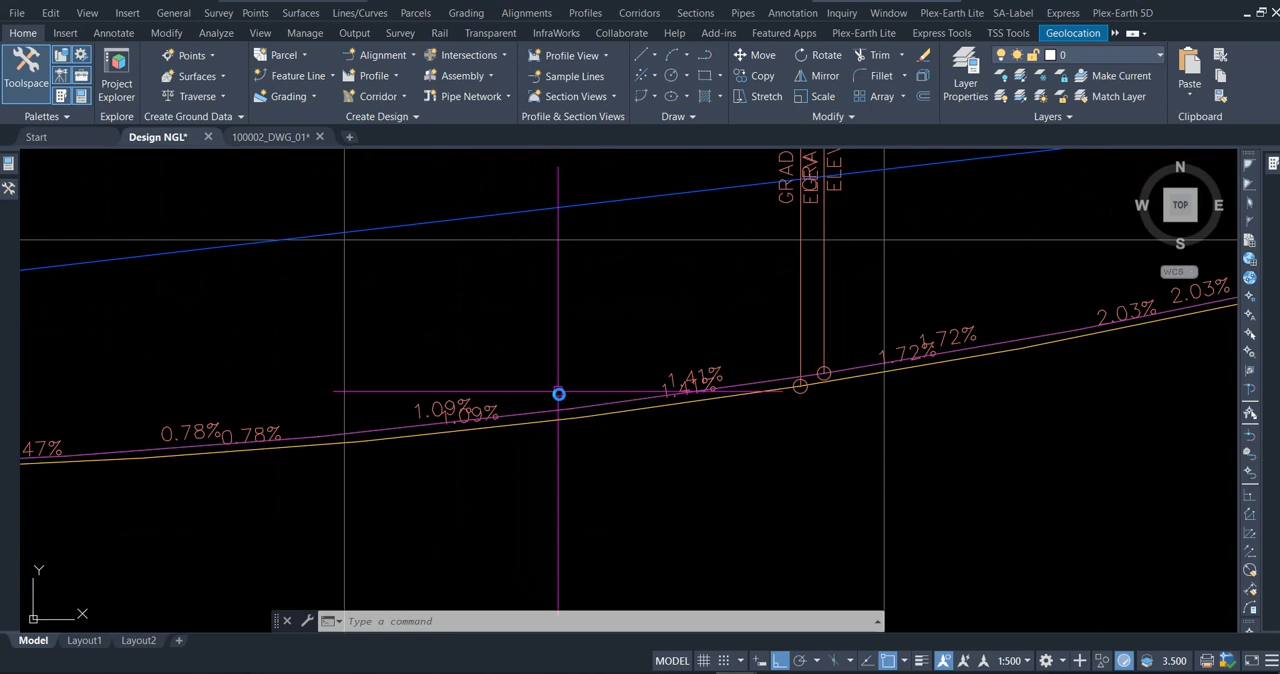 File Edit View Insert General Survey Points Surfaces Lines/Curves Parcels Grading Alignments Profiles Corridors Sections Pipes Annotation Inquiry Window Plex-Earth Lite SA-Label Express Plex-Earth 5D
Home Insert Annotate Modify Analyze View Manage Output Survey Rail Transparent InfraWorks Collaborate Help Add-ins Featured Apps Plex-Earth Lite Express Tools TSS Tools Geolocation
Points Parcel Alignment Intersections Profile View Move Rotate Trim 0
Surfaces Feature Line Profile Assembly Sample Lines Copy Mirror Fillet Make Current
Traverse Grading Corridor Pipe Network Section Views Stretch Scale Array Match Layer
Toolspace Project Explorer Layer Properties Paste
Palettes Explore Create Ground Data Create Design Profile & Section Views Draw Modify Layers Clipboard
Start Design NGL* 100002_DWG_01*
GRAD
ELEV
N
W TOP E
S
WCS
2.03%
2.03%
1.72%
1.72%
1.41%
1.41%
1.09%
1.09%
0.78% 0.78%
47%
Y
X
Type a command
Model Layout1 Layout2
MODEL 1:500 3.500